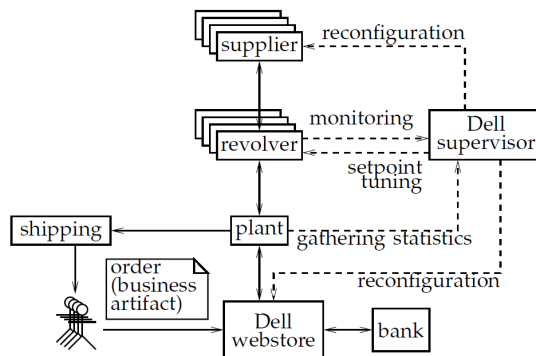 supplier
reconfiguration
monitoring
revolver
Dell
supervisor
setpoint
tuning
shipping
plant
gathering statistics
order
(business
artifact)
reconfiguration
Dell
webstore
bank